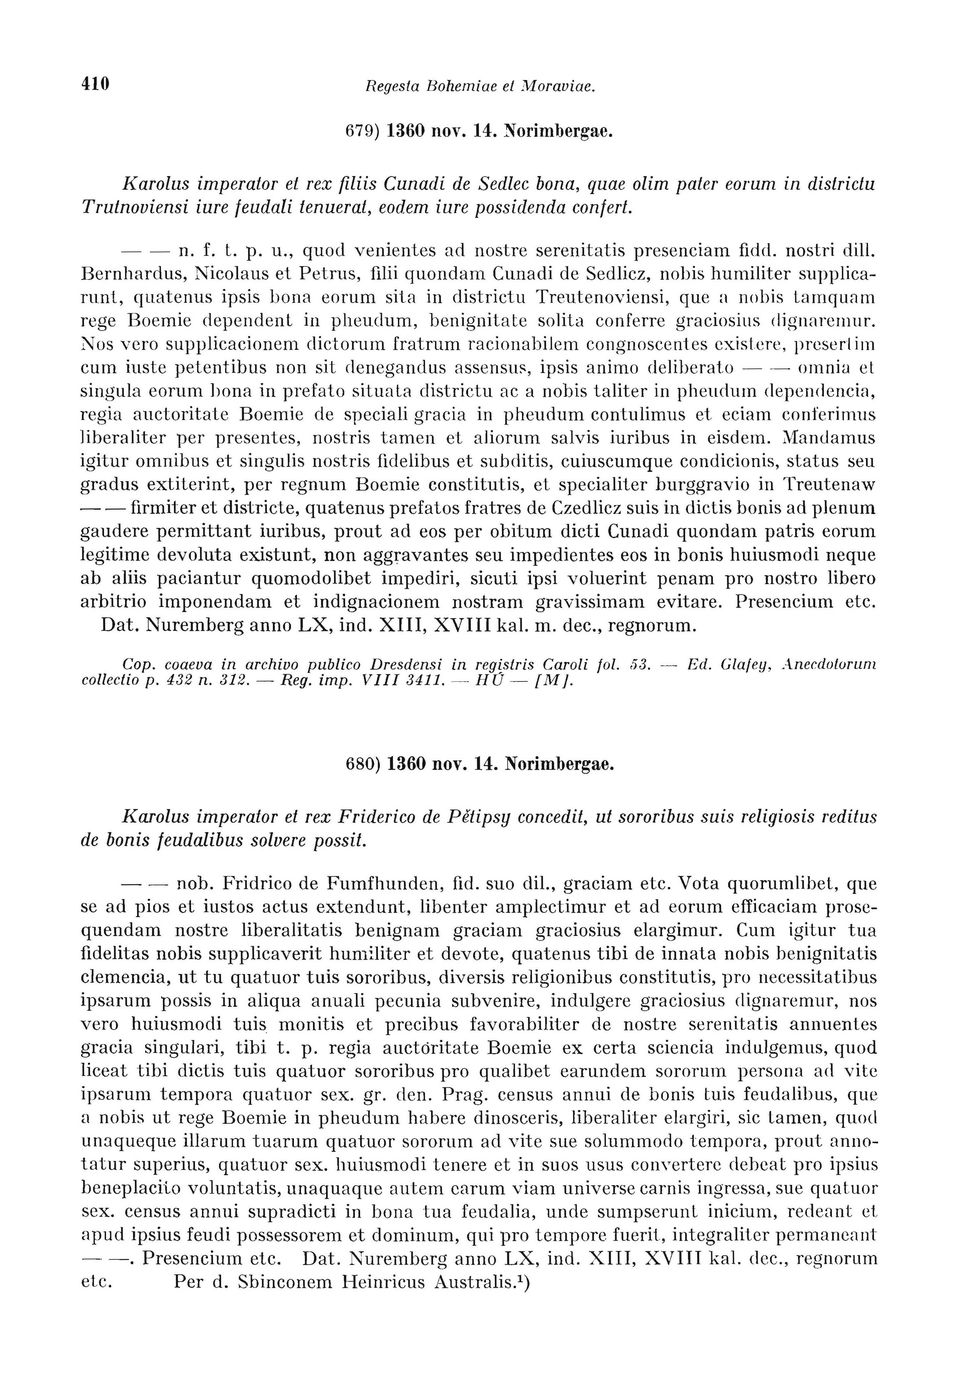 410 Regesta Bohemiae et Moraviae.
679) 1360 nov. 14. Norimbergae.
Karolus imperator et rex filiis Cunadi de Sedlec bona, quae olim pater eorum in districtu
Trutnoviensi iure feudali tenuerat, eodem iure possidenda confert.
— — n. f. t. p. u., quod venientes ad nostre serenitatis presenciam fidd. nostri dill.
Bernhardus, Nicolaus et Petrus, filii quondam Cunadi de Sedlicz, nobis humiliter supplica-
runt, quatenus ipsis bona eorum sita in districtu Treutenoviensi, que a nobis tamquam
rege Boemie dependent in pheudum, benignitate solita conferre graciosius dignaremur.
Nos vero supplicacionem dictorum fratrum racionabilem congnoscentes existere, presertim
cum iuste petentibus non sit denegandus assensus, ipsis animo deliberato — — omnia et
singula eorum bona in prefato situata districtu ac a nobis taliter in pheudum dependencia,
regia auctoritate Boemie de speciali gracia in pheudum contulimus et eciam conferimus
liberaliter per presentes, nostris tamen et aliorum salvis iuribus in eisdem. Mandamus
igitur omnibus et singulis nostris fidelibus et subditis, cuiuscumque condicionis, status seu
gradus extiterint, per regnum Boemie constitutis, et specialiter burggravio in Treutenaw
— — firmiter et districte, quatenus prefatos fratres de Czedlicz suis in dictis bonis ad plenum
gaudere permittant iuribus, prout ad eos per obitum dicti Cunadi quondam patris eorum
legitime devoluta existunt, non aggravantes seu impedientes eos in bonis huiusmodi neque
ab aliis paciantur quomodolibet impediri, sicuti ipsi voluerint penam pro nostro libero
arbitrio imponendam et indignacionem nostram gravissimam evitare. Presencium etc.
Dat. Nuremberg anno LX, ind. XIII, XVIII kal. m. dec., regnorum.
Cop. coaeva in archivo publico Dresdensi in registris Caroli fol. 53. — Ed. Glafey, Anecdotorum
collectio p. 432 n. 312. — Reg. imp. VIII 3411. — HÚ — [M].
680) 1360 nov. 14. Norimbergae.
Karolus imperator et rex Friderico de Pětipsy concedit, ut sororibus suis religiosis reditus
de bonis feudalibus solvere possit.
— — nob. Fridrico de Fumfhunden, fid. suo dil., graciam etc. Vota quorumlibet, que
se ad pios et iustos actus extendunt, libenter amplectimur et ad eorum efficaciam prose-
quendam nostre liberalitatis benignam graciam graciosius elargimur. Cum igitur tua
fidelitas nobis supplicaverit humiliter et devote, quatenus tibi de innata nobis benignitatis
clemencia, ut tu quatuor tuis sororibus, diversis religionibus constitutis, pro necessitatibus
ipsarum possis in aliqua anuali pecunia subvenire, indulgere graciosius dignaremur, nos
vero huiusmodi tuis monitis et precibus favorabiliter de nostre serenitatis annuentes
gracia singulari, tibi t. p. regia auctoritate Boemie ex certa sciencia indulgemus, quod
liceat tibi dictis tuis quatuor sororibus pro qualibet earundem sororum persona ad vite
ipsarum tempora quatuor sex. gr. den. Prag. census annui de bonis tuis feudalibus, que
a nobis ut rege Boemie in pheudum habere dinosceris, liberaliter elargiri, sic tamen, quod
unaqueque illarum tuarum quatuor sororum ad vite sue solummodo tempora, prout anno-
tatur superius, quatuor sex. huiusmodi tenere et in suos usus convertere debeat pro ipsius
beneplacito voluntatis, unaquaque autem earum viam universe carnis ingressa, sue quatuor
sex. census annui supradicti in bona tua feudalia, unde sumpserunt inicium, redeant et
apud ipsius feudi possessorem et dominum, qui pro tempore fuerit, integraliter permaneant
— —. Presencium etc. Dat. Nuremberg anno LX, ind. XIII, XVIII kal. dec., regnorum
etc. Per d. Sbinconem Heinricus Australis.¹)